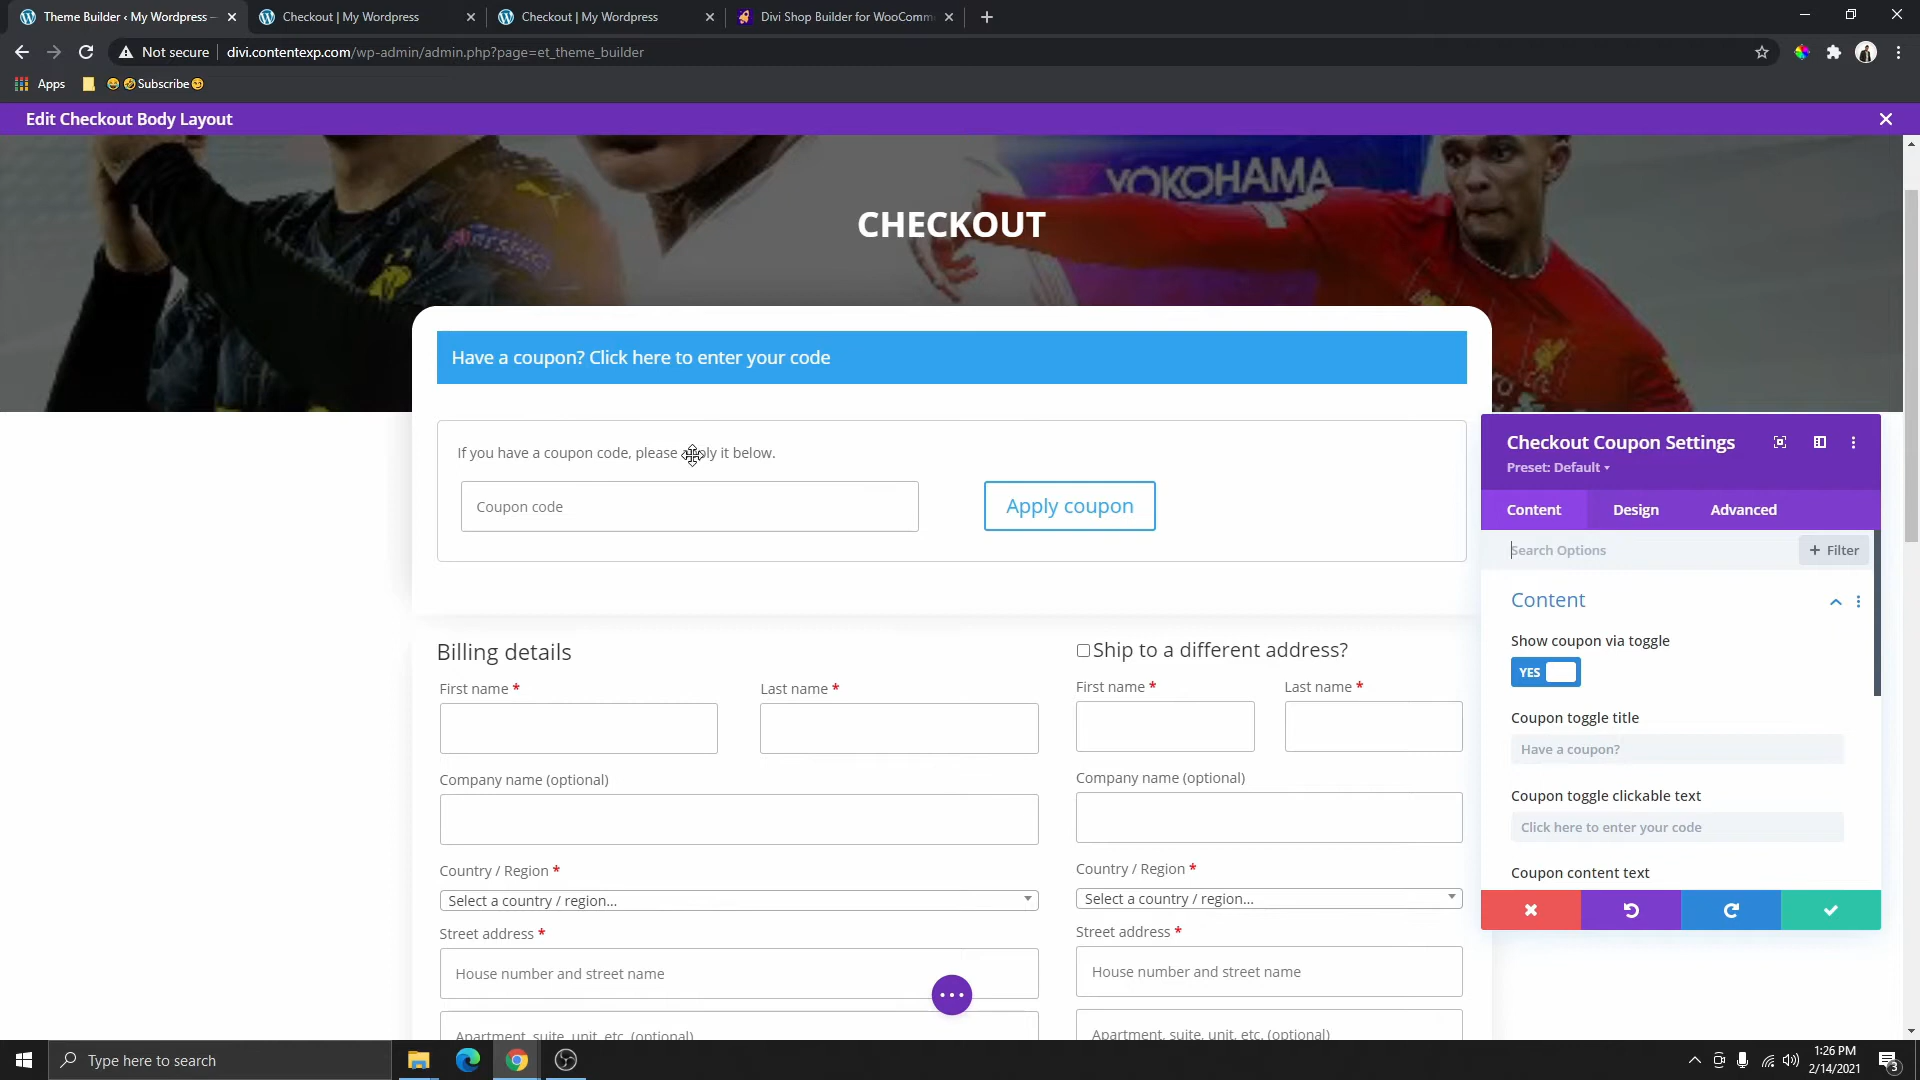 Theme Builder ‹ My Wordpress –
Checkout | My Wordpress
Checkout | My Wordpress
Divi Shop Builder for WooComm
Not secure
divi.contentexp.com/wp-admin/admin.php?page=et_theme_builder
Apps
Subscribe
Edit Checkout Body Layout
YOKOHAMA
CHECKOUT
Have a coupon? Click here to enter your code
If you have a coupon code, please apply it below.
Coupon code
Apply coupon
Billing details
Ship to a different address?
First name *
Last name *
First name *
Last name *
Company name (optional)
Company name (optional)
Country / Region *
Country / Region *
Select a country / region...
Select a country / region...
Street address *
Street address *
House number and street name
House number and street name
Apartment, suite, unit, etc. (optional)
Apartment, suite, unit, etc. (optional)
Checkout Coupon Settings
Preset: Default
Content
Design
Advanced
Search Options
+ Filter
Content
Show coupon via toggle
YES
Coupon toggle title
Have a coupon?
Coupon toggle clickable text
Click here to enter your code
Coupon content text
Type here to search
1:26 PM
2/14/2021
3